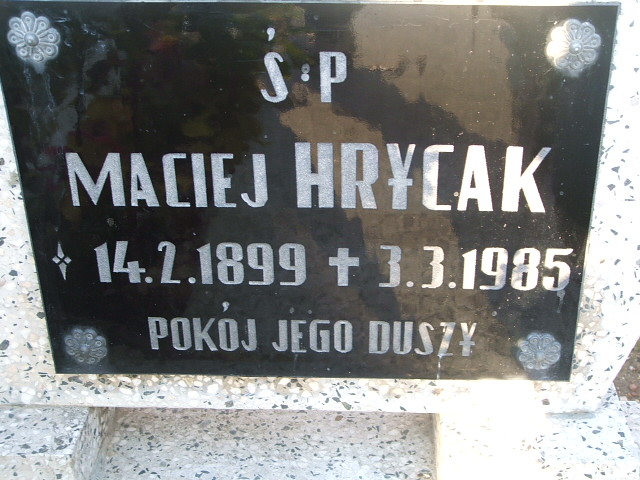 Ś:P
MACIEJ HRYCAK
14.2.1899 ✝ 3.3.1985
POKÓJ JEGO DUSZY